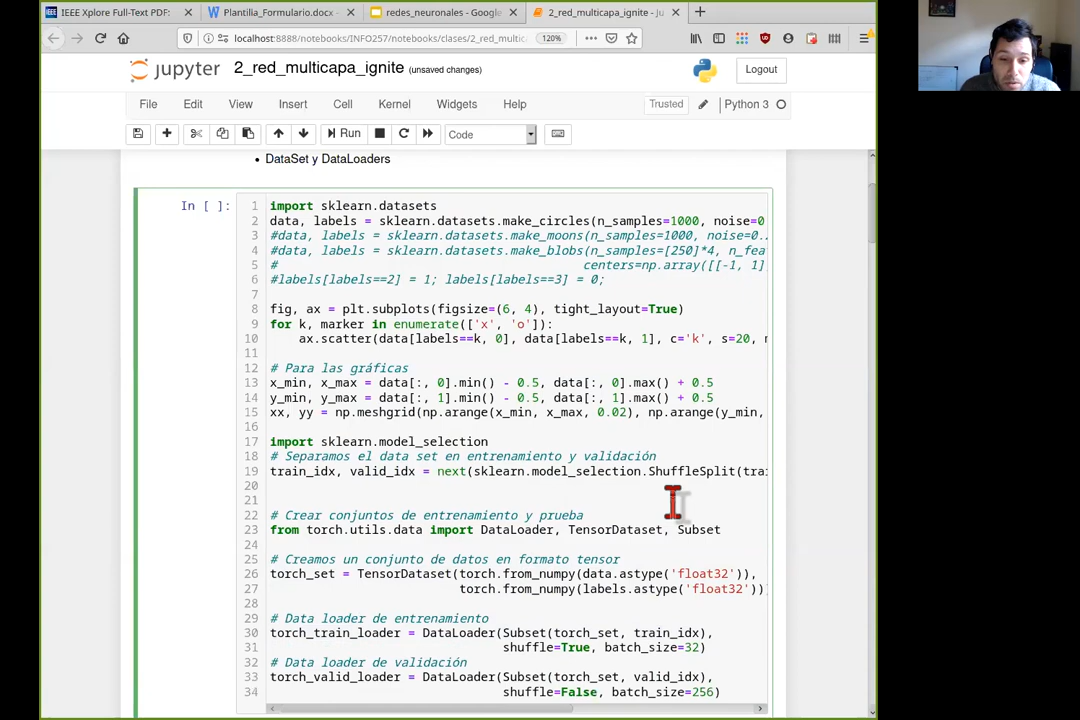 IEEE Xplore Full-Text PDF:
Plantilla_Formulario.docx -
redes_neuronales - Google
2_red_multicapa_ignite - Ju
localhost:8888/notebooks/INFO257/notebooks/clases/2_red_multic
120%
jupyter 2_red_multicapa_ignite (unsaved changes)
Logout
File Edit View Insert Cell Kernel Widgets Help
Trusted
Python 3
Run
Code
• DataSet y DataLoaders
In [ ]:
1 import sklearn.datasets
2 data, labels = sklearn.datasets.make_circles(n_samples=1000, noise=0
3 #data, labels = sklearn.datasets.make_moons(n_samples=1000, noise=0.
4 #data, labels = sklearn.datasets.make_blobs(n_samples=[250]*4, n_fea
5 # centers=np.array([[-1, 1]
6 #labels[labels==2] = 1; labels[labels==3] = 0;
7
8 fig, ax = plt.subplots(figsize=(6, 4), tight_layout=True)
9 for k, marker in enumerate(['x', 'o']):
10 ax.scatter(data[labels==k, 0], data[labels==k, 1], c='k', s=20, m
11
12 # Para las gráficas
13 x_min, x_max = data[:, 0].min() - 0.5, data[:, 0].max() + 0.5
14 y_min, y_max = data[:, 1].min() - 0.5, data[:, 1].max() + 0.5
15 xx, yy = np.meshgrid(np.arange(x_min, x_max, 0.02), np.arange(y_min,
16
17 import sklearn.model_selection
18 # Separamos el data set en entrenamiento y validación
19 train_idx, valid_idx = next(sklearn.model_selection.ShuffleSplit(trai
20
21
22 # Crear conjuntos de entrenamiento y prueba
23 from torch.utils.data import DataLoader, TensorDataset, Subset
24
25 # Creamos un conjunto de datos en formato tensor
26 torch_set = TensorDataset(torch.from_numpy(data.astype('float32')),
27 torch.from_numpy(labels.astype('float32'))
28
29 # Data loader de entrenamiento
30 torch_train_loader = DataLoader(Subset(torch_set, train_idx),
31 shuffle=True, batch_size=32)
32 # Data loader de validación
33 torch_valid_loader = DataLoader(Subset(torch_set, valid_idx),
34 shuffle=False, batch_size=256)